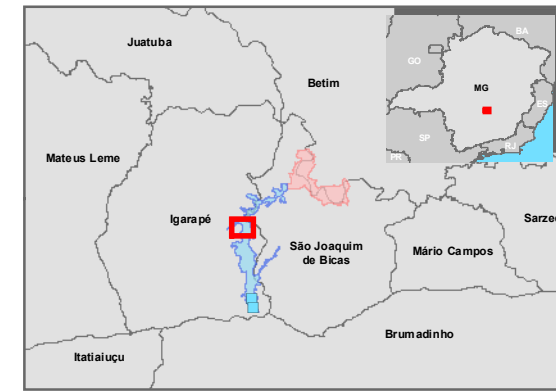 Juatuba
BA
GO
Betim
MG
ES
Mateus Leme
SP
RJ
PR
Igarapé
Sarzed
São Joaquim
de Bicas
Mário Campos
Brumadinho
Itatiaiuçu